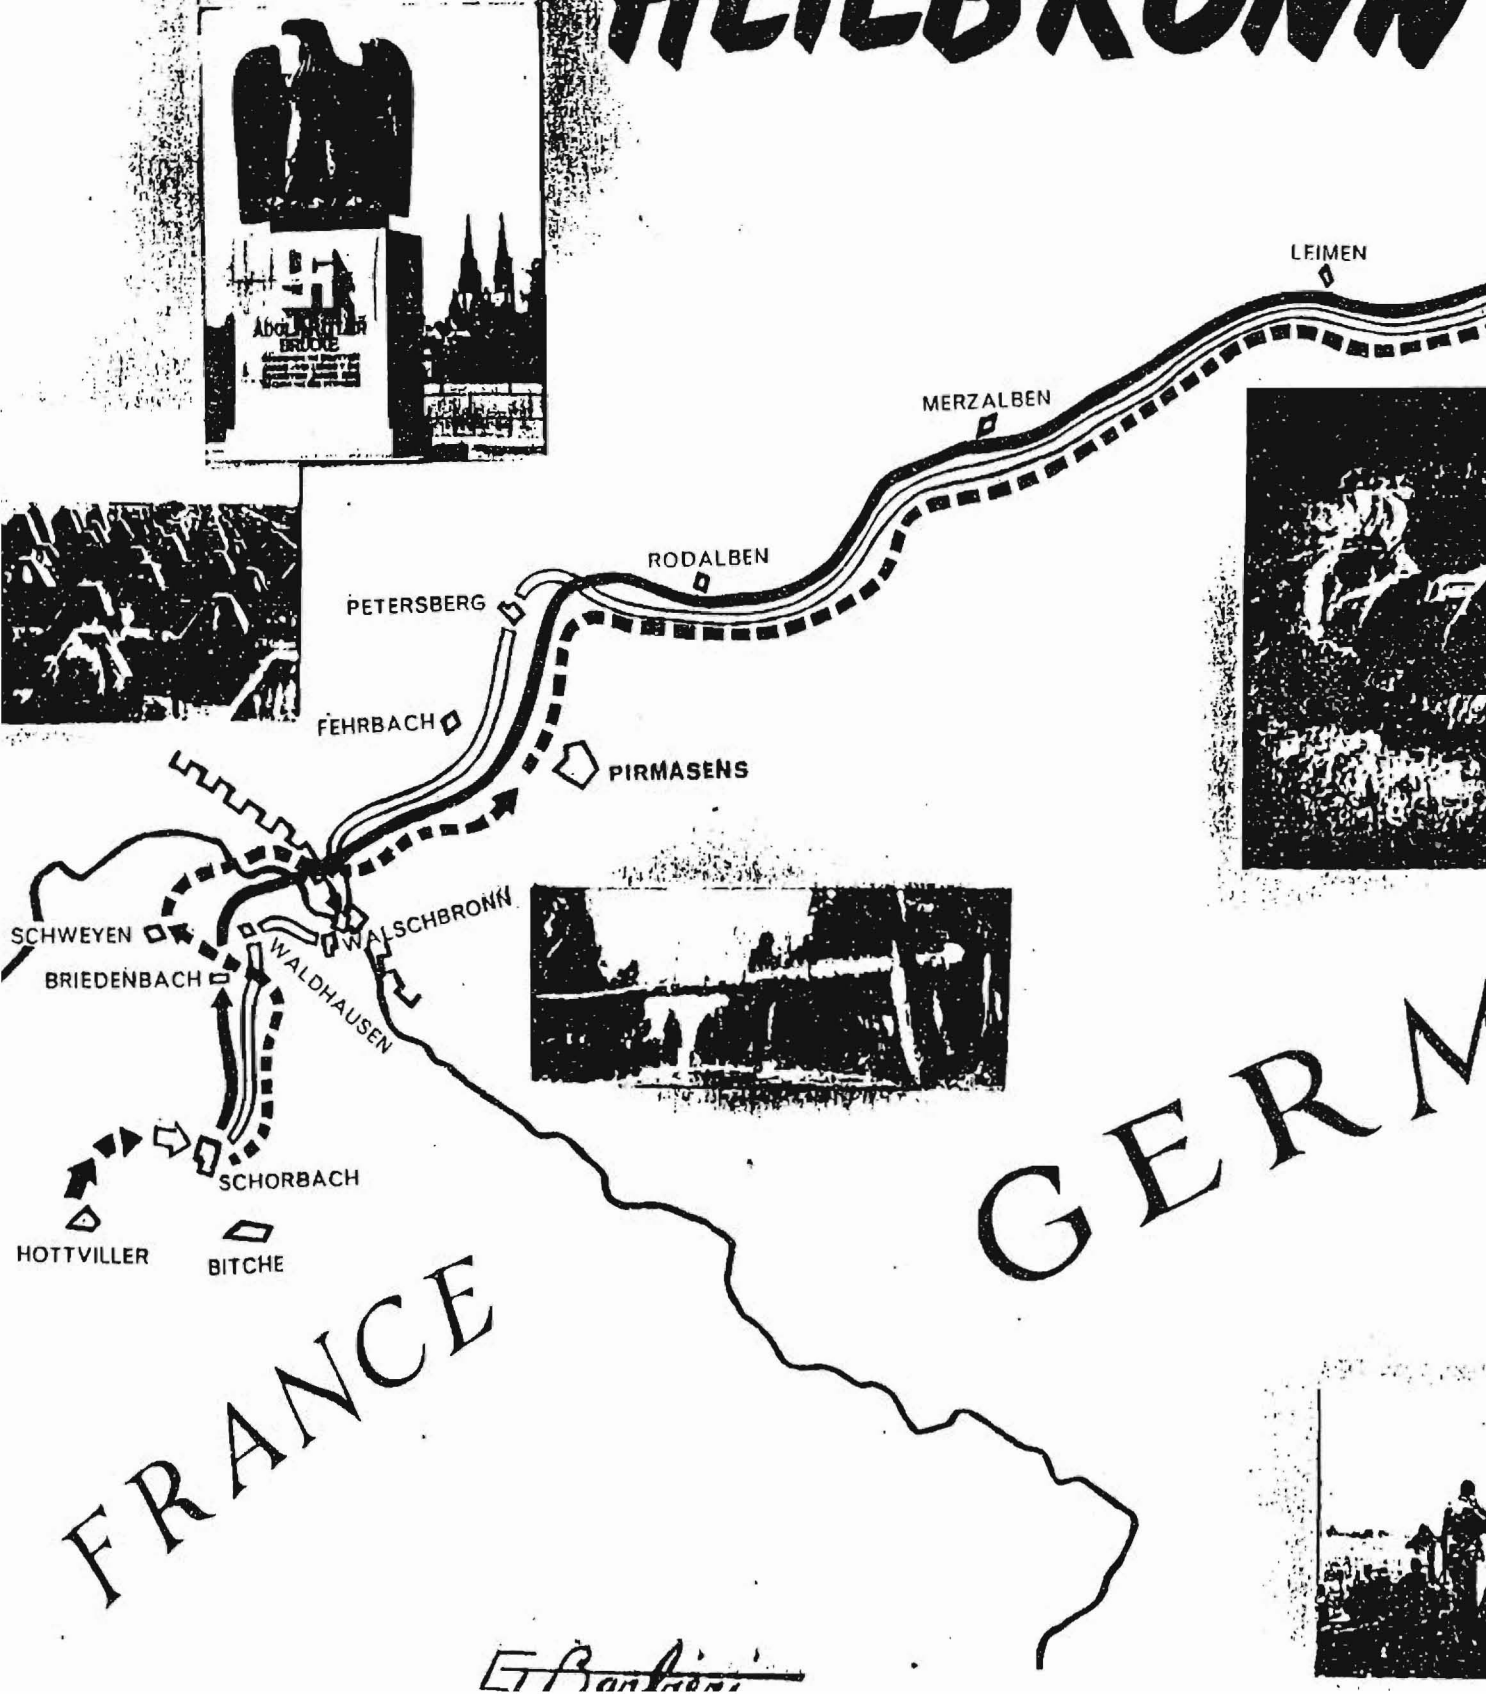 HEILBRONN
ADOLF HITLER
BRÜCKE
LEIMEN
MERZALBEN
RODALBEN
PETERSBERG
FEHRBACH
PIRMASENS
SCHWEYEN
WALSCHBRONN
BRIEDENBACH
WALDHAUSEN
SCHORBACH
HOTTVILLER
BITCHE
GERM
FRANCE